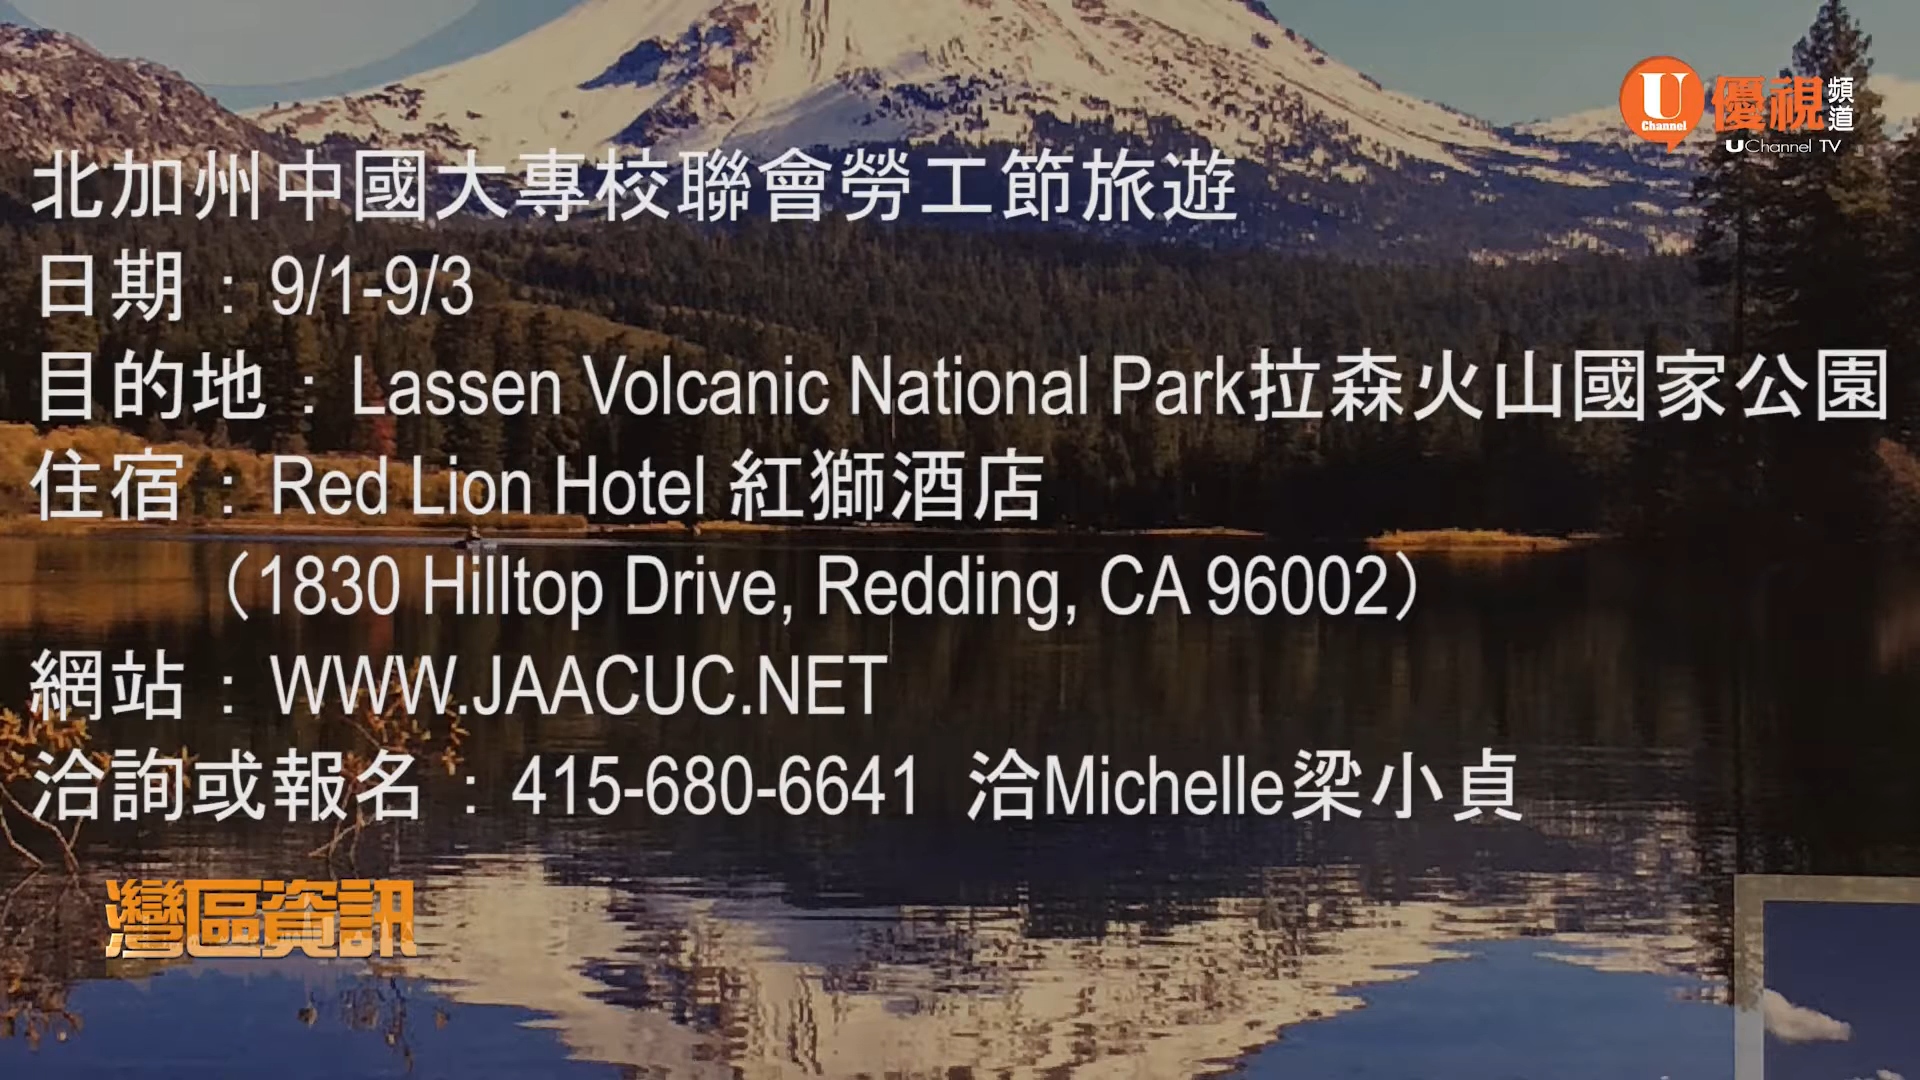 U Channel 優視頻道
UChannel TV
北加州中國大專校聯會勞工節旅遊
日期：9/1-9/3
目的地：Lassen Volcanic National Park拉森火山國家公園
住宿：Red Lion Hotel 紅獅酒店
（1830 Hilltop Drive, Redding, CA 96002）
網站：WWW.JAACUC.NET
洽詢或報名：415-680-6641 洽Michelle梁小貞
灣區資訊